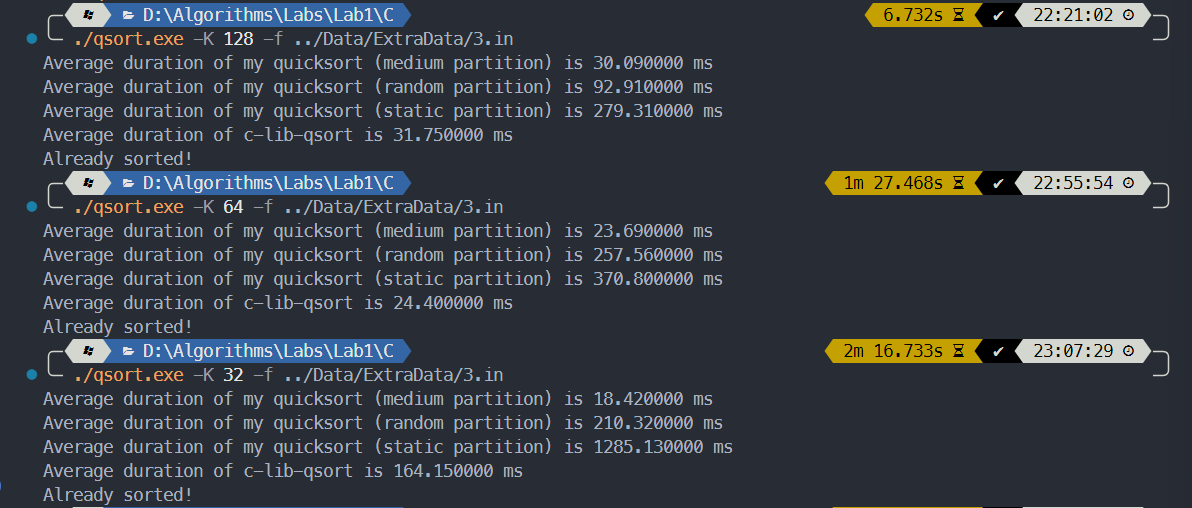 D:\Algorithms\Labs\Lab1\C 6.732s ✔ 22:21:02
./qsort.exe -K 128 -f ../Data/ExtraData/3.in
Average duration of my quicksort (medium partition) is 30.090000 ms
Average duration of my quicksort (random partition) is 92.910000 ms
Average duration of my quicksort (static partition) is 279.310000 ms
Average duration of c-lib-qsort is 31.750000 ms
Already sorted!
D:\Algorithms\Labs\Lab1\C 1m 27.468s ✔ 22:55:54
./qsort.exe -K 64 -f ../Data/ExtraData/3.in
Average duration of my quicksort (medium partition) is 23.690000 ms
Average duration of my quicksort (random partition) is 257.560000 ms
Average duration of my quicksort (static partition) is 370.800000 ms
Average duration of c-lib-qsort is 24.400000 ms
Already sorted!
D:\Algorithms\Labs\Lab1\C 2m 16.733s ✔ 23:07:29
./qsort.exe -K 32 -f ../Data/ExtraData/3.in
Average duration of my quicksort (medium partition) is 18.420000 ms
Average duration of my quicksort (random partition) is 210.320000 ms
Average duration of my quicksort (static partition) is 1285.130000 ms
Average duration of c-lib-qsort is 164.150000 ms
Already sorted!